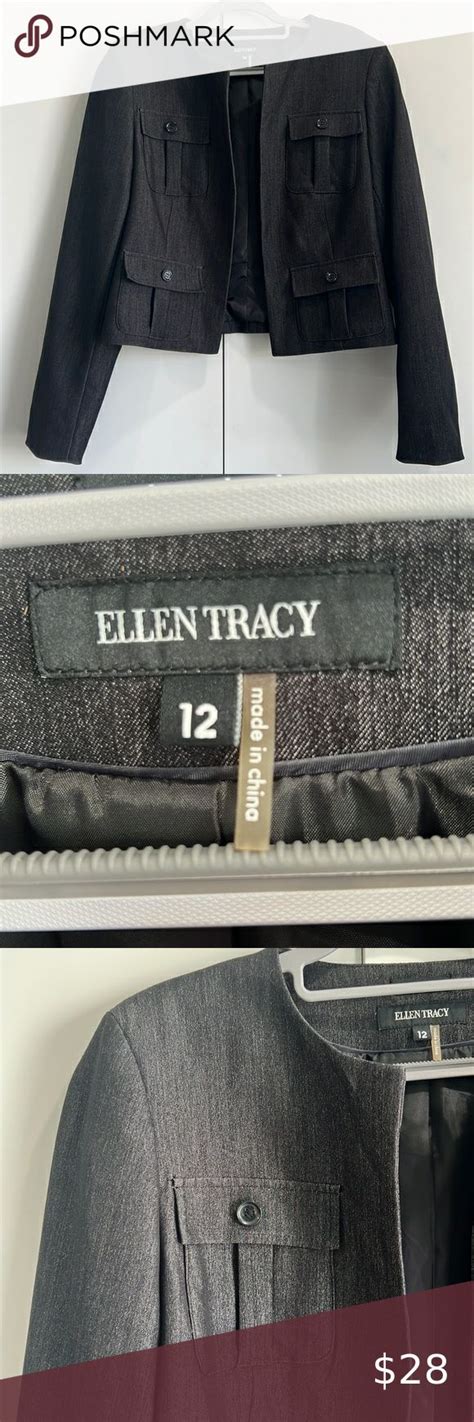 POSHMARK
ELLEN TRACY
12
made in china
ELLEN TRACY
12
$28